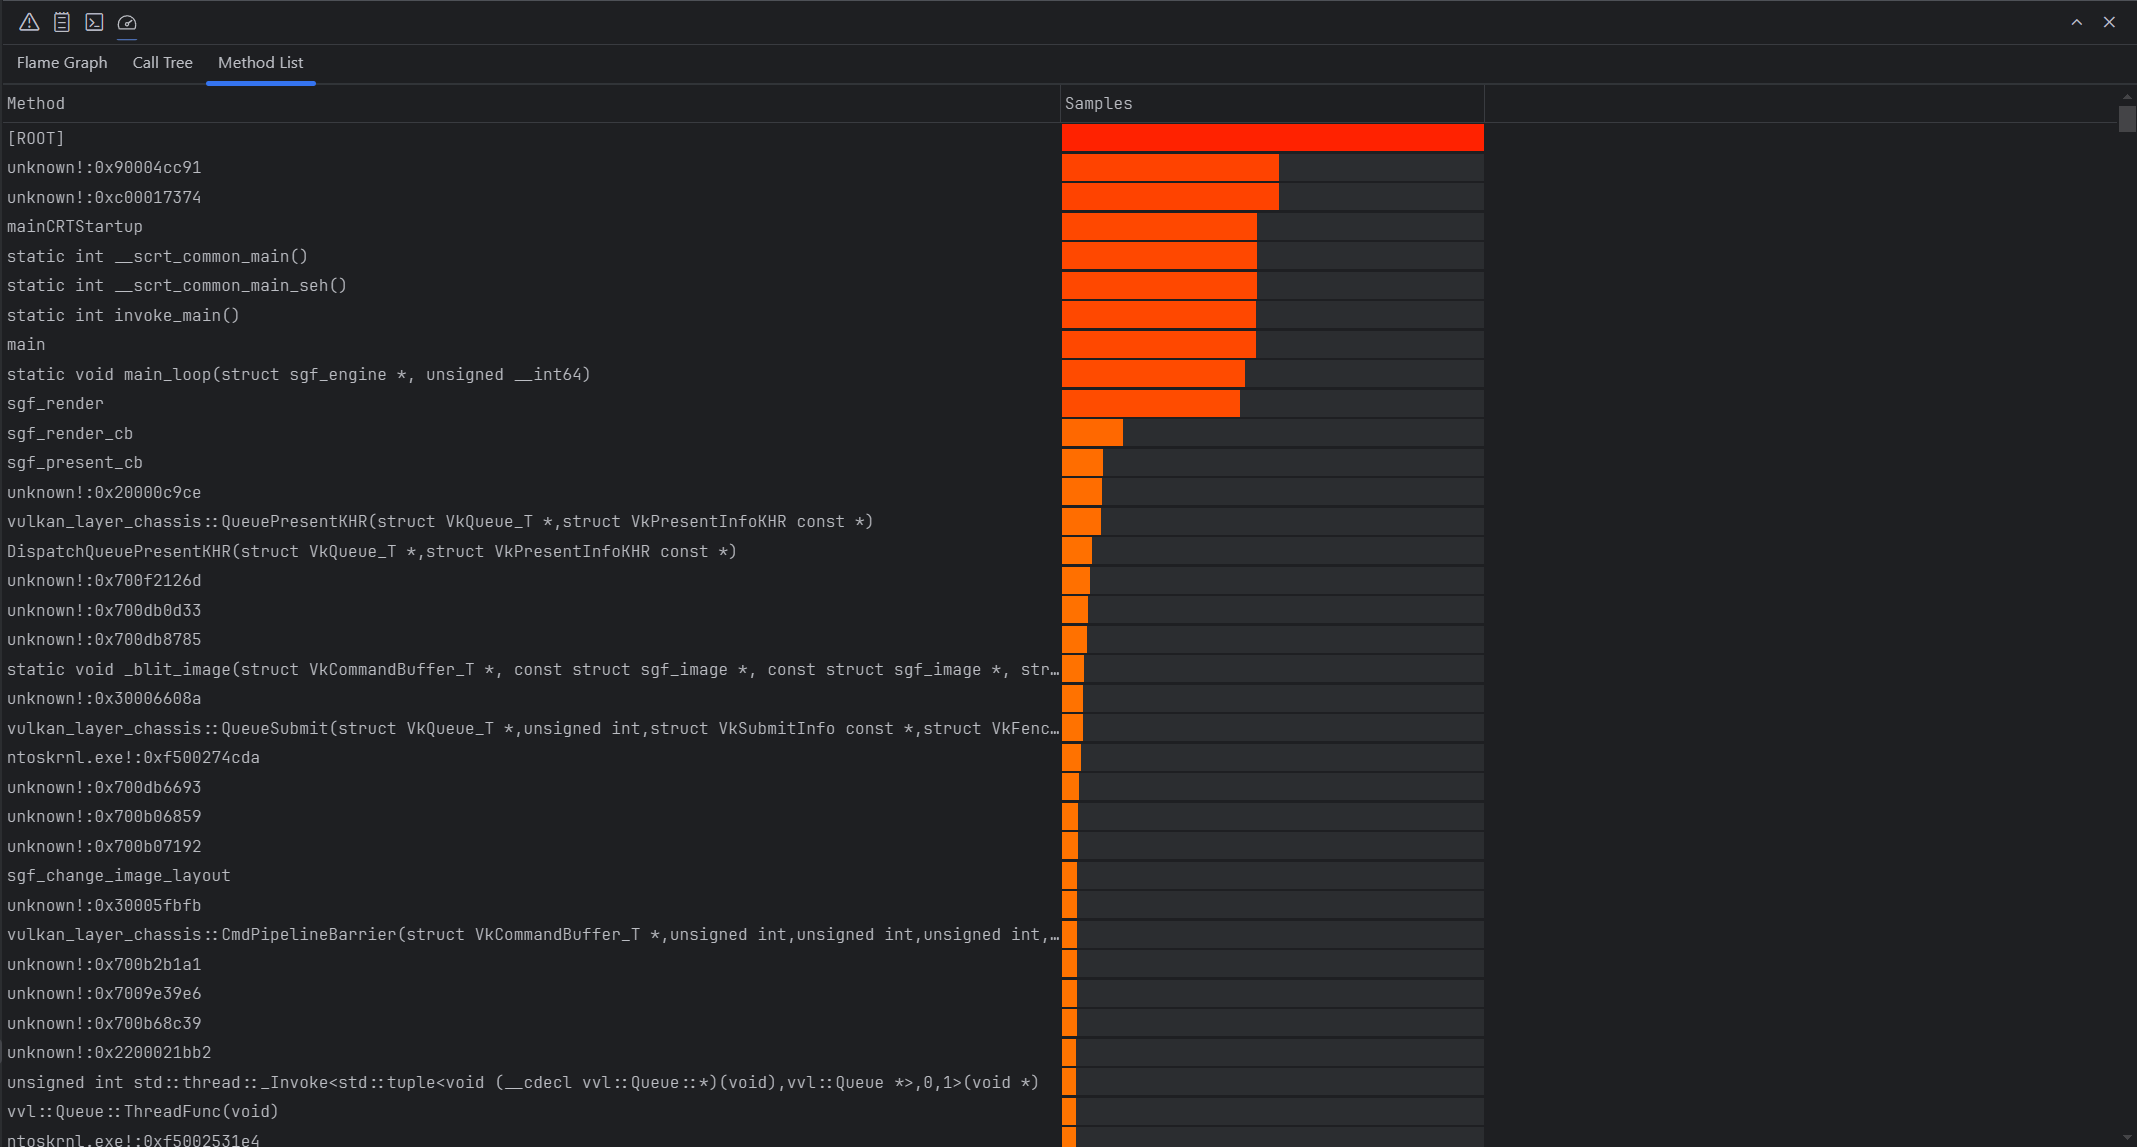 Flame Graph Call Tree Method List
Method Samples
[ROOT]
unknown!:0x90004cc91
unknown!:0xc00017374
mainCRTStartup
static int __scrt_common_main()
static int __scrt_common_main_seh()
static int invoke_main()
main
static void main_loop(struct sgf_engine *, unsigned __int64)
sgf_render
sgf_render_cb
sgf_present_cb
unknown!:0x20000c9ce
vulkan_layer_chassis::QueuePresentKHR(struct VkQueue_T *,struct VkPresentInfoKHR const *)
DispatchQueuePresentKHR(struct VkQueue_T *,struct VkPresentInfoKHR const *)
unknown!:0x700f2126d
unknown!:0x700db0d33
unknown!:0x700db8785
static void _blit_image(struct VkCommandBuffer_T *, const struct sgf_image *, const struct sgf_image *, str…
unknown!:0x30006608a
vulkan_layer_chassis::QueueSubmit(struct VkQueue_T *,unsigned int,struct VkSubmitInfo const *,struct VkFenc…
ntoskrnl.exe!:0xf500274cda
unknown!:0x700db6693
unknown!:0x700b06859
unknown!:0x700b07192
sgf_change_image_layout
unknown!:0x30005fbfb
vulkan_layer_chassis::CmdPipelineBarrier(struct VkCommandBuffer_T *,unsigned int,unsigned int,unsigned int,…
unknown!:0x700b2b1a1
unknown!:0x7009e39e6
unknown!:0x700b68c39
unknown!:0x2200021bb2
unsigned int std::thread::_Invoke<std::tuple<void (__cdecl vvl::Queue::*)(void),vvl::Queue *>,0,1>(void *)
vvl::Queue::ThreadFunc(void)
ntoskrnl.exe!:0xf5002531e4